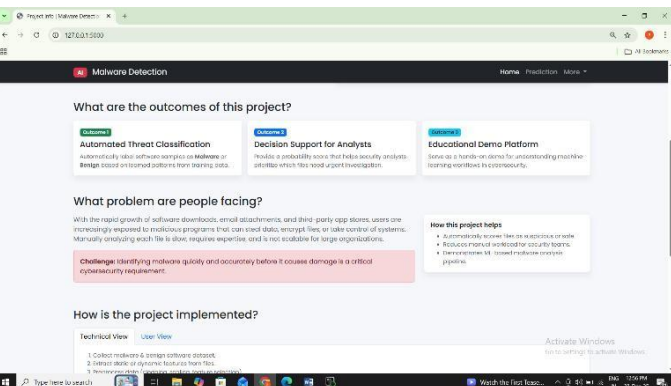 Project Info | Malware Detectio
127.0.0.1:5000
All Bookmarks
AI Malware Detection
Home Prediction More
What are the outcomes of this project?
Outcome 1 Outcome 2 Outcome 3
Automated Threat Classification Decision Support for Analysts Educational Demo Platform
Automatically label software samples as Malware or Provide a probability score that helps security analysts Serve as a hands-on demo for understanding machine
Benign based on learned patterns from training data. prioritize which files need urgent investigation. learning workflows in cybersecurity.
What problem are people facing?
With the rapid growth of software downloads, email attachments, and third-party app stores, users are
increasingly exposed to malicious programs that can steal data, encrypt files, or take control of systems.
Manually analyzing each file is slow, requires expertise, and is not scalable for large organizations.
Challenge: Identifying malware quickly and accurately before it causes damage is a critical
cybersecurity requirement.
How this project helps
Automatically scores files as suspicious or safe.
Reduces manual workload for security teams.
Demonstrates ML-based malware analysis
pipeline.
How is the project implemented?
Technical View User View
1. Collect malware & benign software dataset.
2. Extract static or dynamic features from files.
3. Preprocess data (cleaning, scaling, feature selection).
Activate Windows
Go to Settings to activate Windows.
Type here to search
Watch the First Tease...
ENG 12:56 PM